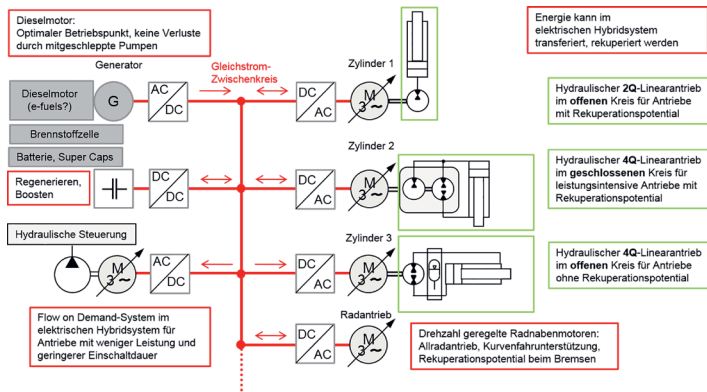 Dieselmotor:
Optimaler Betriebspunkt, keine Verluste
durch mitgeschleppte Pumpen
Energie kann im
elektrischen Hybridsystem
transferiert, rekuperiert werden
Generator
Gleichstrom-
Zwischenkreis
Zylinder 1
Dieselmotor
(e-fuels?)
G
AC
DC
DC
AC
M
3 ~
Hydraulischer 2Q-Linearantrieb
im offenen Kreis für Antriebe
mit Rekuperationspotential
Brennstoffzelle
Batterie, Super Caps
Zylinder 2
Regenerieren,
Boosten
DC
DC
DC
AC
M
3 ~
Hydraulischer 4Q-Linearantrieb
im geschlossenen Kreis für
leistungsintensive Antriebe mit
Rekuperationspotential
Hydraulische Steuerung
Zylinder 3
M
3 ~
AC
DC
DC
AC
M
3 ~
Hydraulischer 4Q-Linearantrieb
im offenen Kreis für Antriebe
ohne Rekuperationspotential
Flow on Demand-System im
elektrischen Hybridsystem für
Antriebe mit weniger Leistung und
geringerer Einschaltdauer
Radantrieb
DC
AC
M
3 ~
Drehzahl geregelte Radnabenmotoren:
Allradantrieb, Kurvenfahrunterstützung,
Rekuperationspotential beim Bremsen